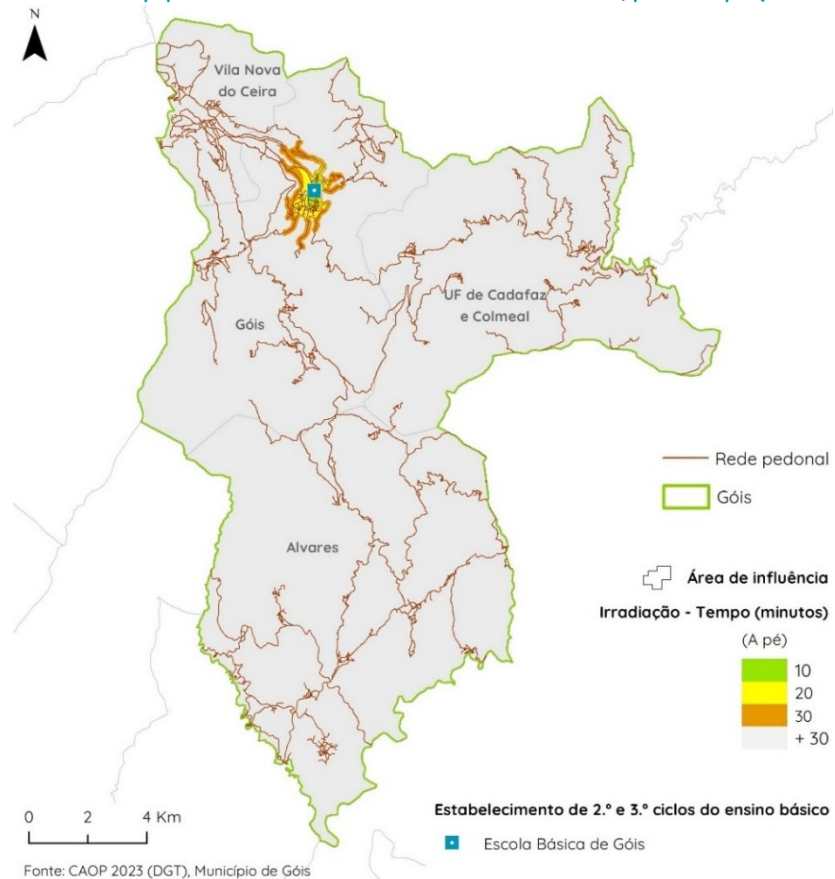 N
Vila Nova
do Ceira
Góis
UF de Cadafaz
e Colmeal
Alvares
Rede pedonal
Góis
Área de influência
Irradiação - Tempo (minutos)
(A pé)
10
20
30
+ 30
0 2 4 Km
Estabelecimento de 2.º e 3.º ciclos do ensino básico
Escola Básica de Góis
Fonte: CAOP 2023 (DGT), Município de Góis